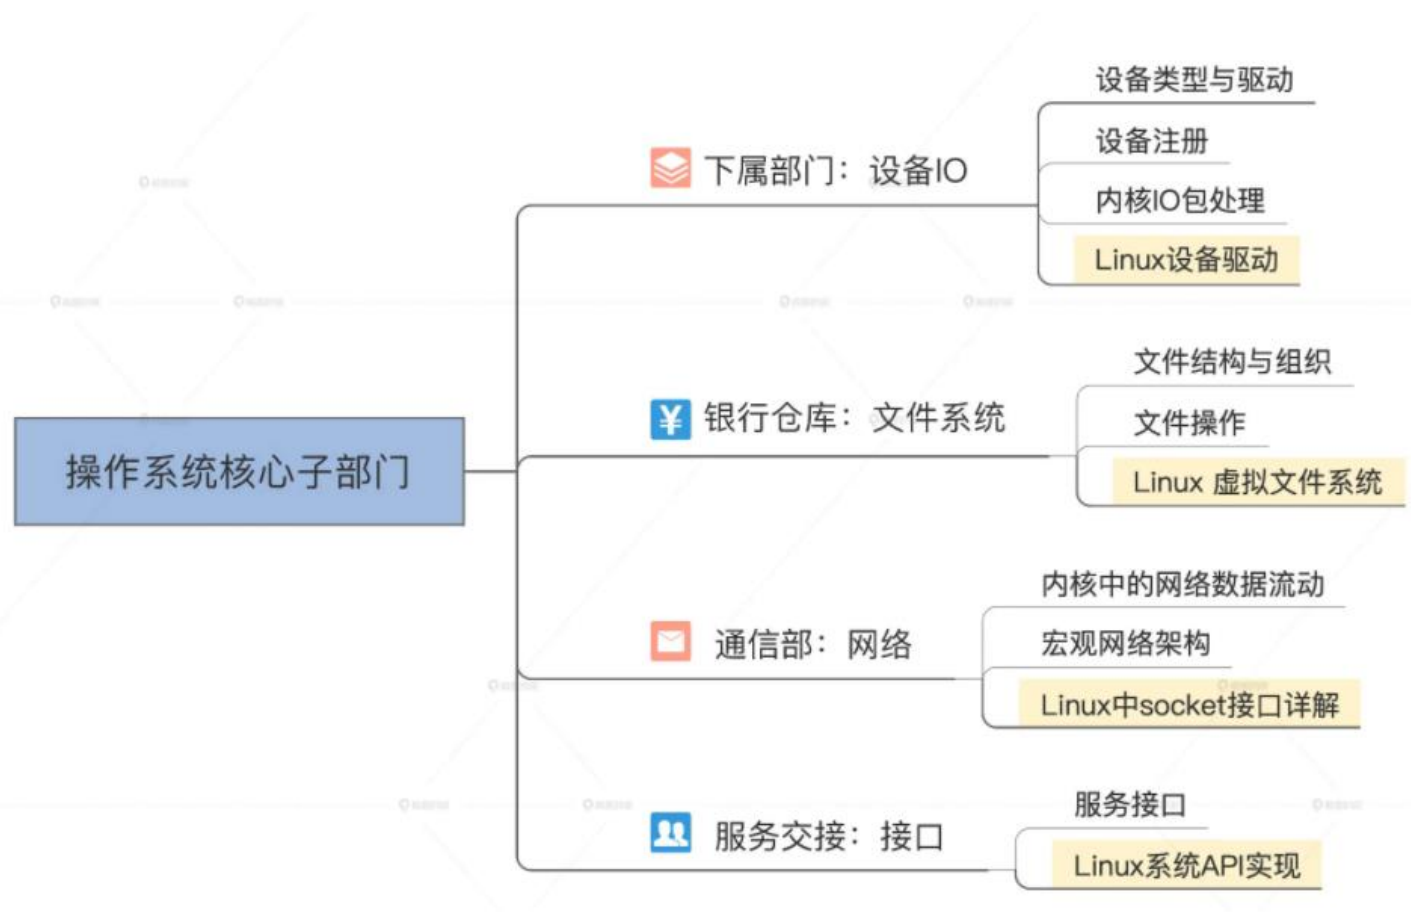 操作系统核心子部门
下属部门：设备IO
设备类型与驱动
设备注册
内核IO包处理
Linux设备驱动
银行仓库：文件系统
文件结构与组织
文件操作
Linux 虚拟文件系统
通信部：网络
内核中的网络数据流动
宏观网络架构
Linux中socket接口详解
服务交接：接口
服务接口
Linux系统API实现